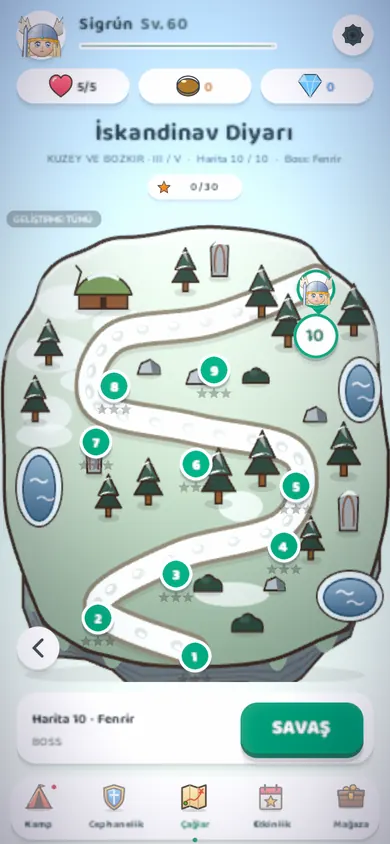 Sigrún Sv. 60
5/5
0
0
İskandinav Diyarı
KUZEY VE BOZKIR · III / V · Harita 10 / 10 · Boss: Fenrir
0/30
GELİŞTİRME TÜMÜ
10
9
8
7
6
5
4
3
2
1
Harita 10 · Fenrir
BOSS
SAVAŞ
Kamp
Cephanelik
Çağlar
Etkinlik
Mağaza